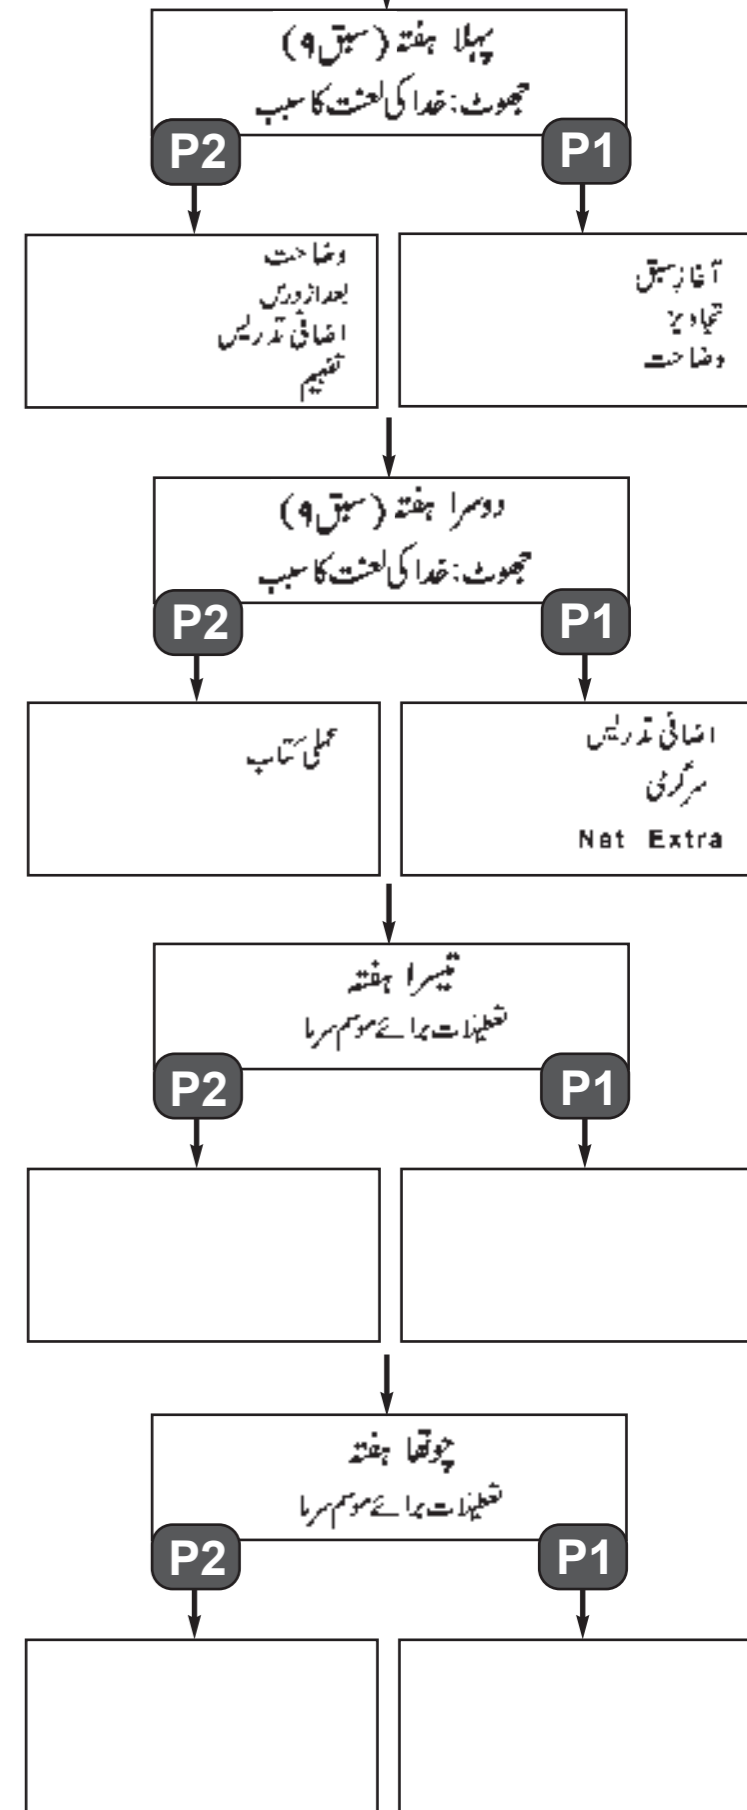 پہلا ہفتہ (سبق ۹)
جھوٹ: خدا کی لعنت کا سبب
P1
P2
آغازِ سبق
تجاویز
وضاحت
وضاحت
بعد از درس
اضافی تدریس
تفہیم
دوسرا ہفتہ (سبق ۹)
جھوٹ: خدا کی لعنت کا سبب
P1
P2
اضافی تدریس
سرگرمی
Net Extra
عملی کتاب
تیسرا ہفتہ
تعطیلات برائے موسم سرما
P1
P2
چوتھا ہفتہ
تعطیلات برائے موسم سرما
P1
P2